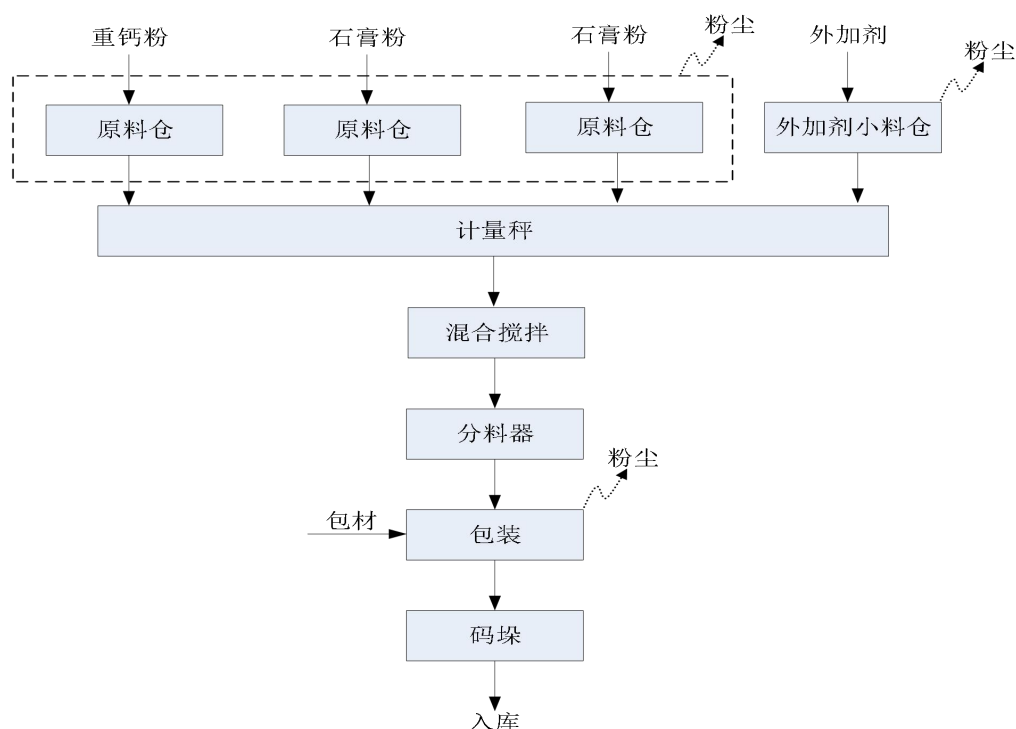 重钙粉
石膏粉
石膏粉
粉尘
外加剂
粉尘
原料仓
原料仓
原料仓
外加剂小料仓
计量秤
混合搅拌
分料器
粉尘
包材
包装
码垛
入库